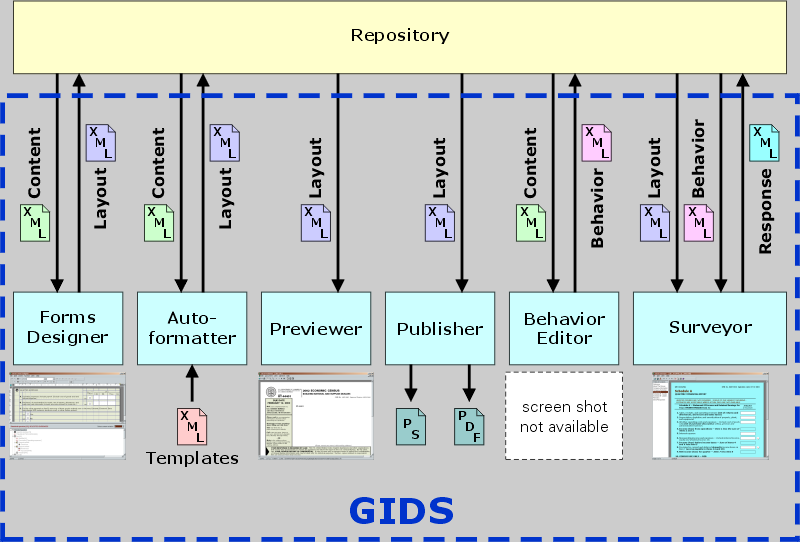 Repository
Content
XML
XML
Layout
Content
XML
XML
Layout
Layout
XML
Layout
XML
Content
XML
XML
Behavior
Layout
XML
Behavior
XML
XML
Response
Forms
Designer
Auto-
formatter
Previewer
Publisher
Behavior
Editor
Surveyor
XML
Templates
PS
PDF
screen shot
not available
GIDS